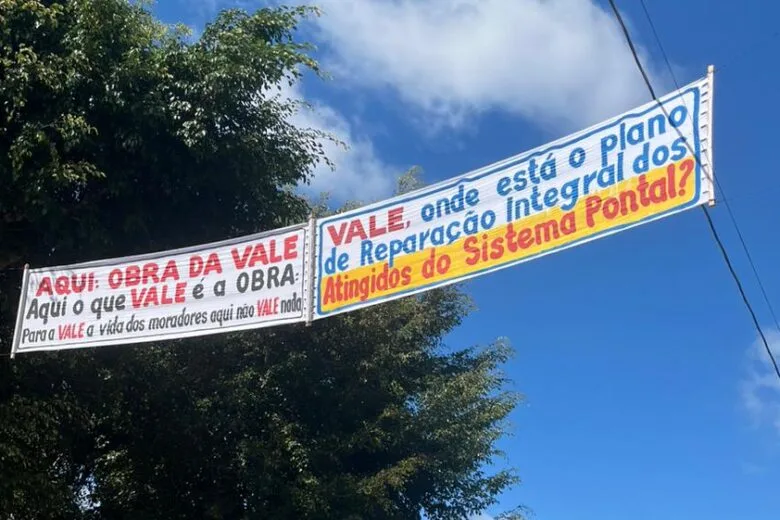 AQUI: OBRA DA VALE
Aqui o que VALE é a OBRA:
Para a VALE a vida dos moradores aqui não VALE nada
VALE, onde está o plano
de Reparação Integral dos
Atingidos do Sistema Pontal?